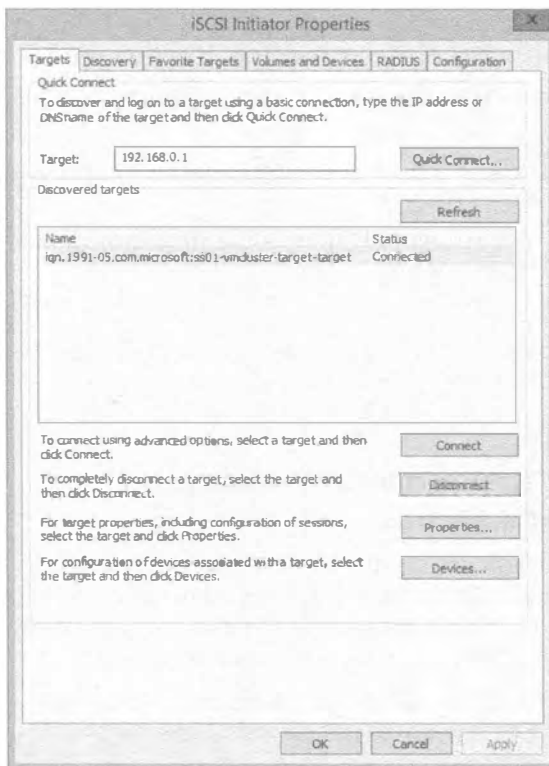 iSCSI Initiator Properties
x
Targets Discovery Favorite Targets Volumes and Devices RADIUS Configuration
Quick Connect
To discover and log on to a target using a basic connection, type the IP address or
DNS name of the target and then click Quick Connect.
Target: 192.168.0.1 Quick Connect...
Discovered targets
Refresh
Name Status
iqn.1991-05.com.microsoft:ss01-vmcluster-target-target Connected
To connect using advanced options, select a target and then
click Connect.
Connect
To completely disconnect a target, select the target and
then click Disconnect.
Disconnect
For target properties, including configuration of sessions,
select the target and click Properties.
Properties...
For configuration of devices associated with a target, select
the target and then click Devices.
Devices...
OK Cancel Apply